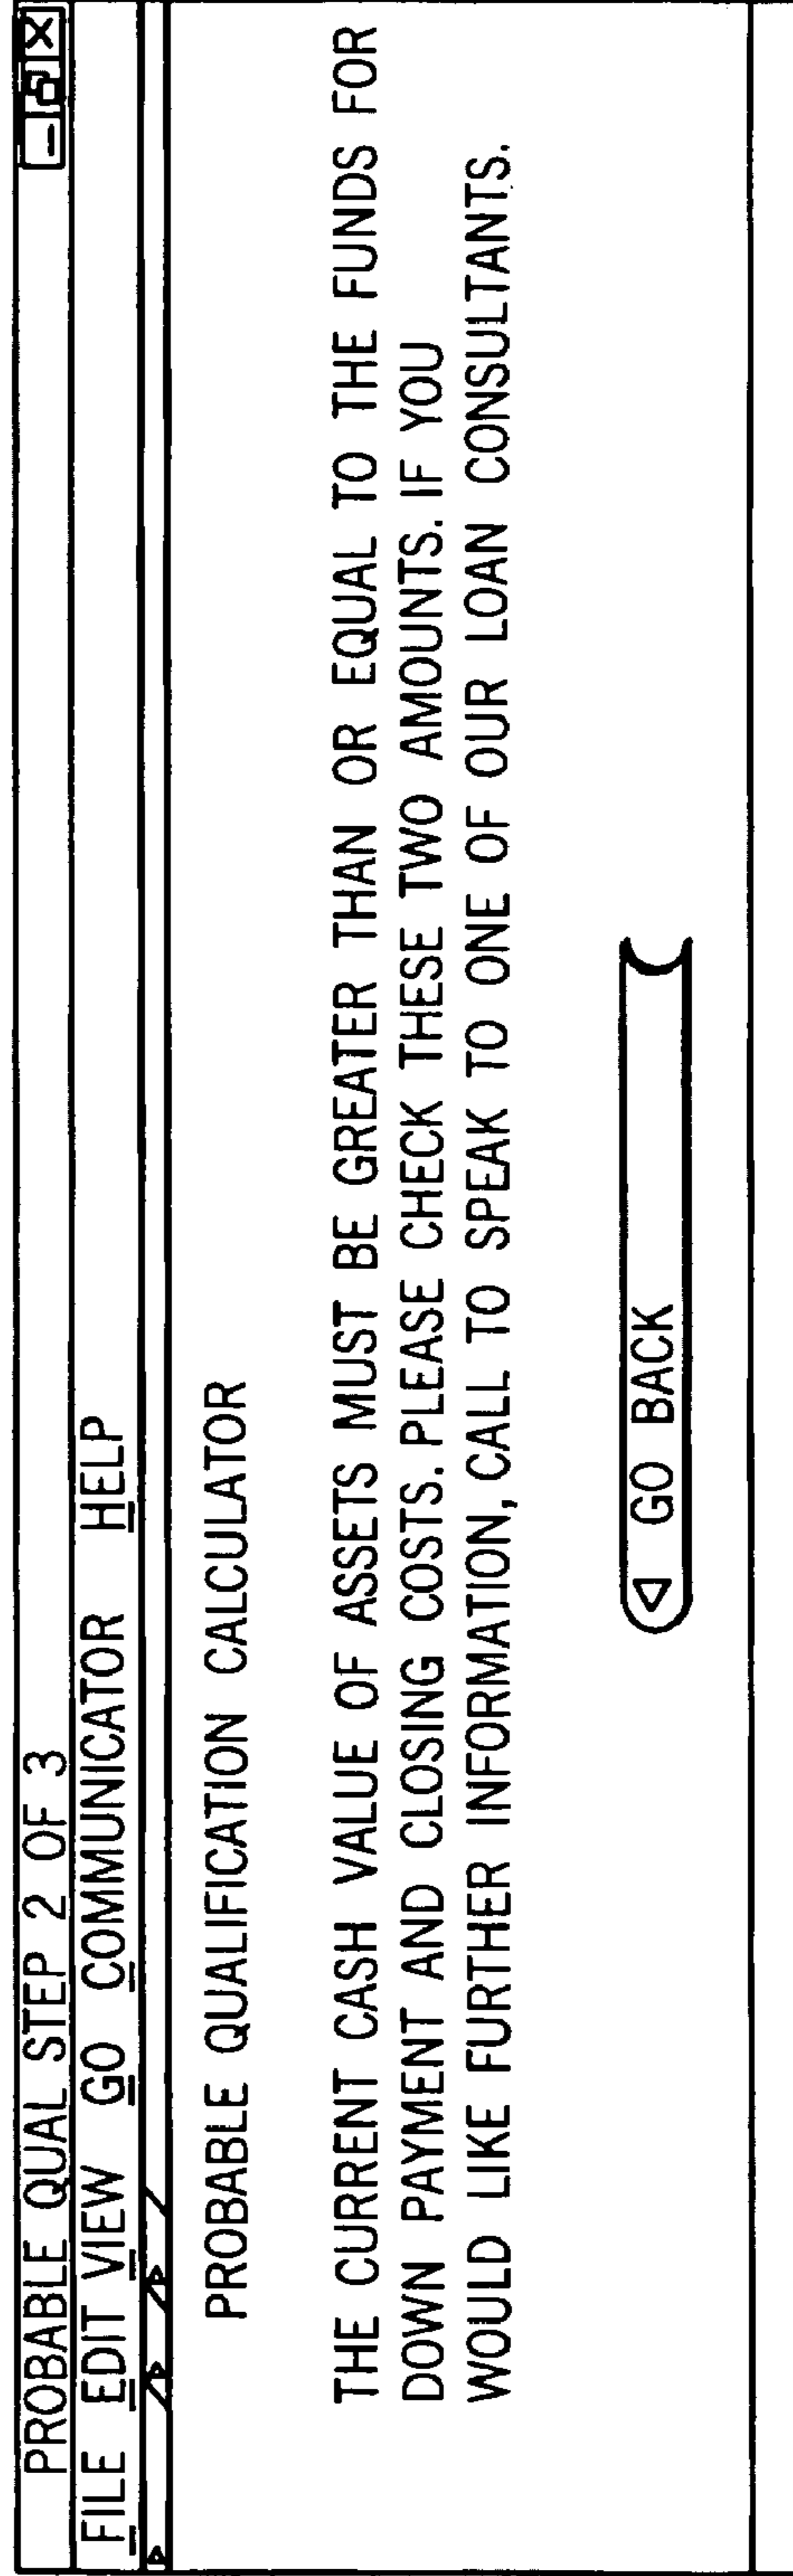 PROBABLE QUAL STEP 2 OF 3
FILE EDIT VIEW GO COMMUNICATOR HELP
PROBABLE QUALIFICATION CALCULATOR
THE CURRENT CASH VALUE OF ASSETS MUST BE GREATER THAN OR EQUAL TO THE FUNDS FOR
DOWN PAYMENT AND CLOSING COSTS. PLEASE CHECK THESE TWO AMOUNTS. IF YOU
WOULD LIKE FURTHER INFORMATION, CALL TO SPEAK TO ONE OF OUR LOAN CONSULTANTS.
GO BACK